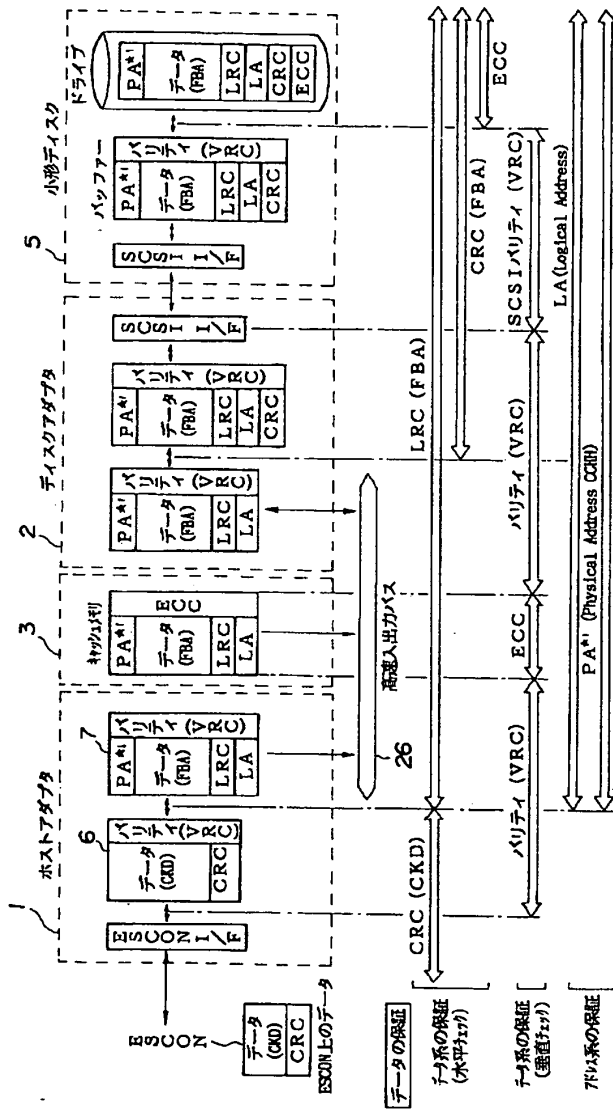 1
ホストアダプタ
ESCON
データ
(CKD)
CRC
ESCON上のデータ
ESCON I/F
6
データ
(CKD)
CRC
パリティ(VRC)
7
PA*1
データ
(FBA)
LRC
LA
パリティ(VRC)
3
キャッシュメモリ
PA*1
データ
(FBA)
LRC
LA
ECC
2
ディスクアダプタ
PA*1
データ
(FBA)
LRC
LA
パリティ(VRC)
PA*1
データ
(FBA)
LRC
LA
CRC
パリティ(VRC)
SCSI I/F
5
小形ディスク
SCSI I/F
バッファー
PA*1
データ
(FBA)
LRC
LA
CRC
パリティ(VRC)
ドライブ
PA*1
データ
(FBA)
LRC
LA
CRC
ECC
高速入出力バス
26
データの保証
データ系の保証
(水平チェック)
CRC (CKD)
LRC (FBA)
CRC (FBA)
ECC
データ系の保証
(垂直チェック)
パリティ(VRC)
ECC
パリティ(VRC)
SCSIパリティ(VRC)
アドレス系の保証
LA(Logical Address)
PA*1 (Physical Address CCHH)